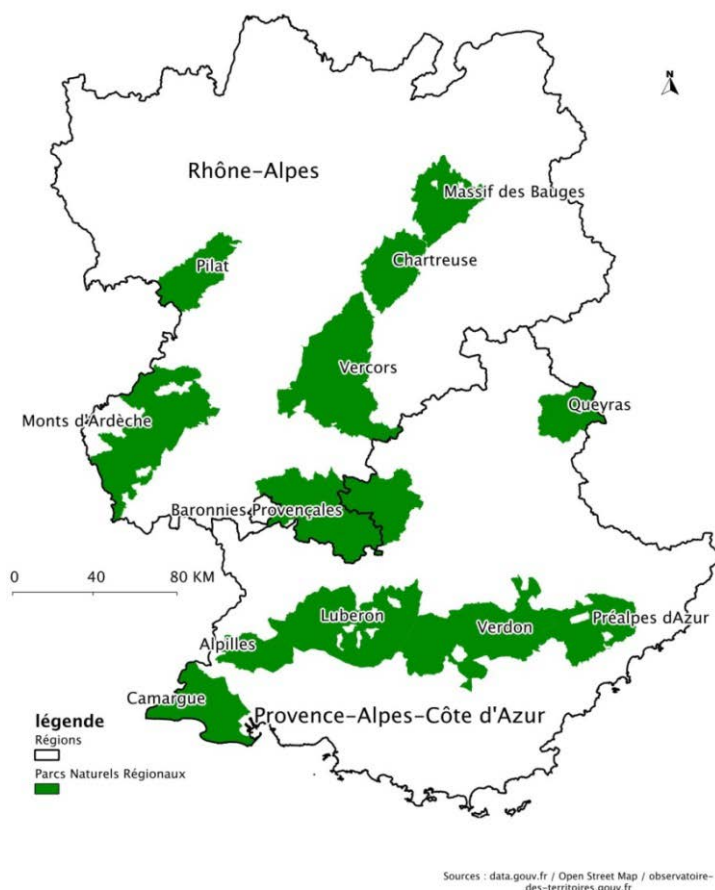 N
Rhône-Alpes
Massif des Bauges
Chartreuse
Pilat
Vercors
Queyras
Monts d'Ardèche
Baronnies Provençales
0 40 80 KM
Luberon
Préalpes dAzur
Verdon
Alpilles
Camargue
Provence-Alpes-Côte d'Azur
légende
Régions
Parcs Naturels Régionaux
Sources : data.gouv.fr / Open Street Map / observatoire-
des-territoires.gouv.fr